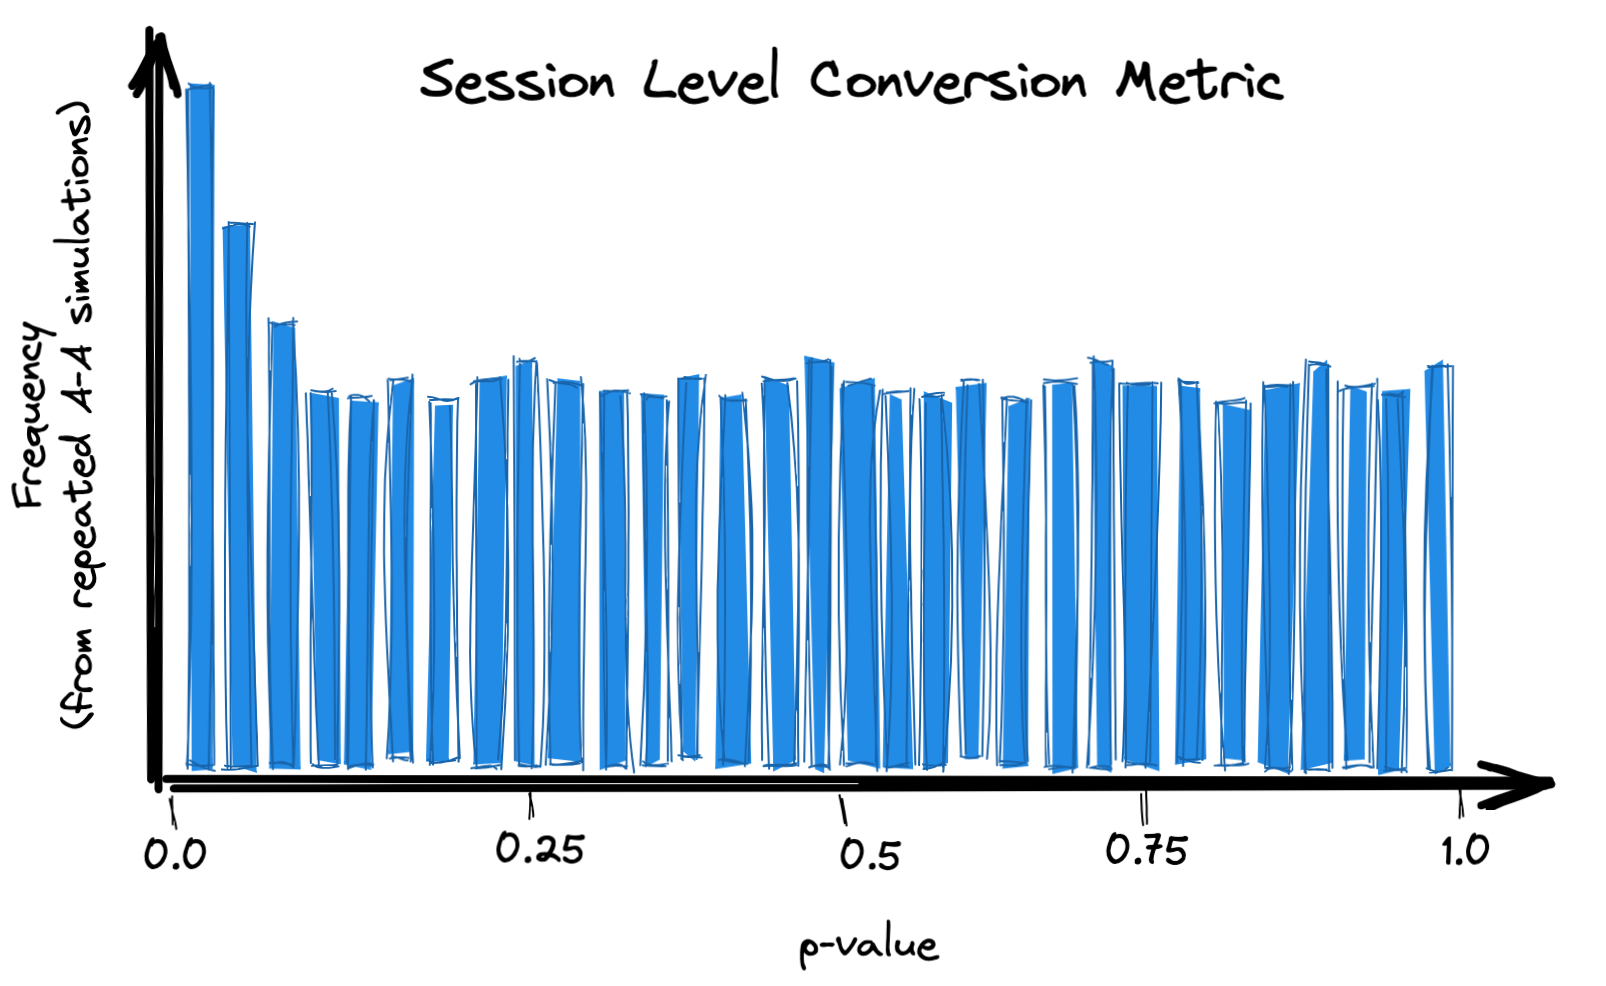 Session Level Conversion Metric
Frequency
(from repeated A-A simulations)
0.0
0.25
0.5
0.75
1.0
p-value